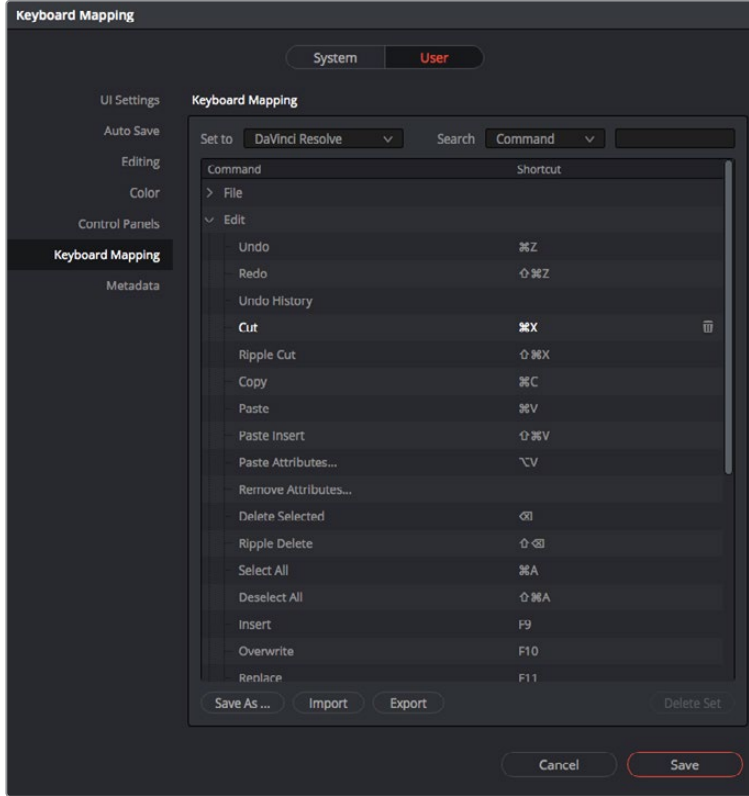 Keyboard Mapping
System User
UI Settings
Auto Save
Editing
Color
Control Panels
Keyboard Mapping
Metadata
Keyboard Mapping
Set to DaVinci Resolve Search Command
Command Shortcut
File
Edit
Undo ⌘Z
Redo ⇧⌘Z
Undo History
Cut ⌘X
Ripple Cut ⇧⌘X
Copy ⌘C
Paste ⌘V
Paste Insert ⇧⌘V
Paste Attributes... ⌥V
Remove Attributes...
Delete Selected ⌫
Ripple Delete ⇧⌫
Select All ⌘A
Deselect All ⇧⌘A
Insert F9
Overwrite F10
Replace F11
Save As ... Import Export Delete Set
Cancel Save